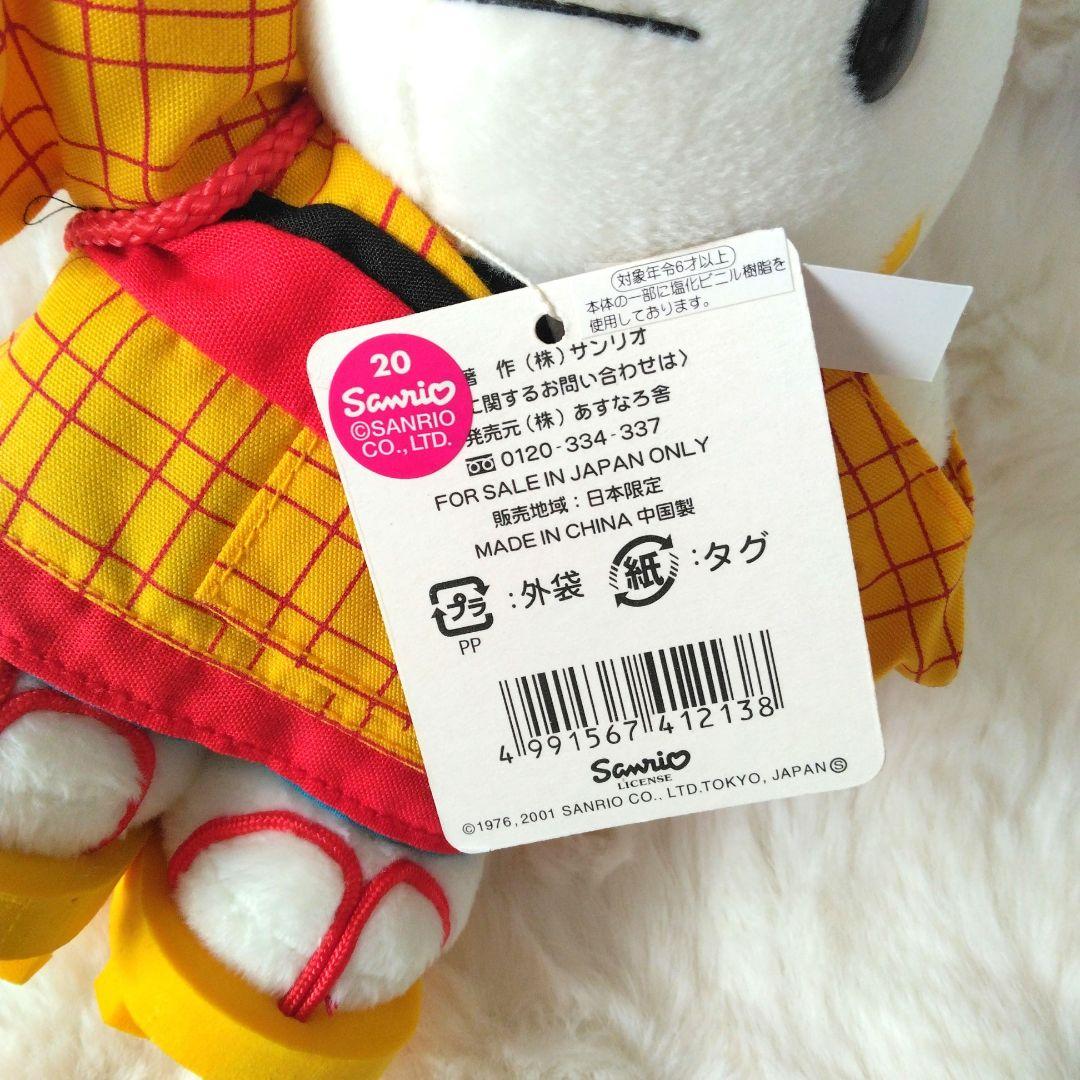 対象年令6才以上
本体の一部に塩化ビニル樹脂を
使用しております。
20
Sanrio
©SANRIO
CO., LTD.
著 作 (株) サンリオ
に関するお問い合わせは〉
発売元 (株) あすなろ舎
0120-334-337
FOR SALE IN JAPAN ONLY
販売地域：日本限定
MADE IN CHINA 中国製
プラ :外袋 紙 :タグ
PP
4 991567 412138
Sanrio
LICENSE
©1976, 2001 SANRIO CO., LTD.TOKYO, JAPAN Ⓢ